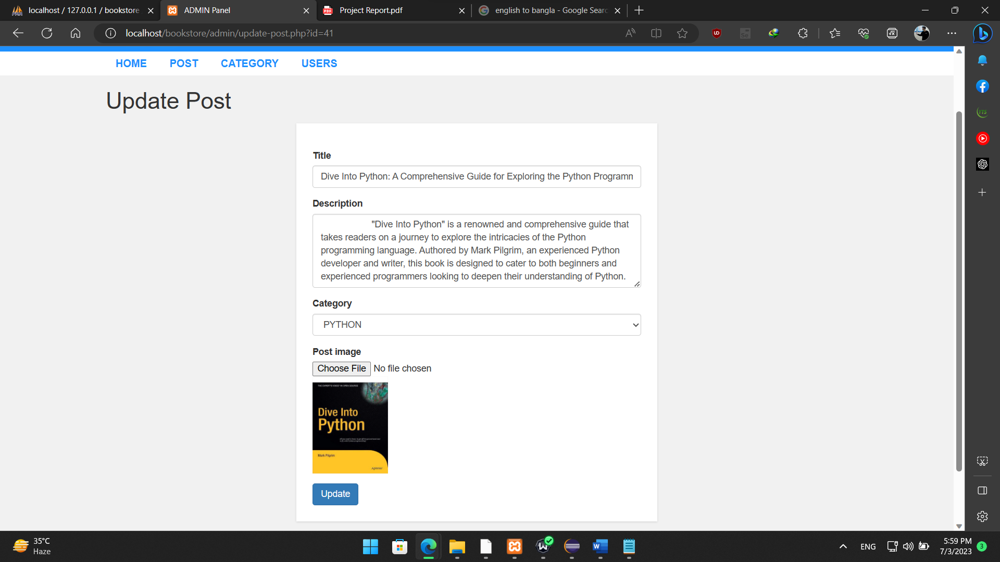 localhost / 127.0.0.1 / bookstore
ADMIN Panel
Project Report.pdf
english to bangla - Google Searc
localhost/bookstore/admin/update-post.php?id=41
HOME POST CATEGORY USERS
Update Post
Title
Dive Into Python: A Comprehensive Guide for Exploring the Python Programn
Description
"Dive Into Python" is a renowned and comprehensive guide that
takes readers on a journey to explore the intricacies of the Python
programming language. Authored by Mark Pilgrim, an experienced Python
developer and writer, this book is designed to cater to both beginners and
experienced programmers looking to deepen their understanding of Python.
Category
PYTHON
Post image
Choose File No file chosen
THE EXPERT'S VOICE® IN OPEN SOURCE
Dive Into
Python
Mark Pilgrim
Apress
Update
YTS
35°C
Haze
ENG
5:59 PM
7/3/2023
3